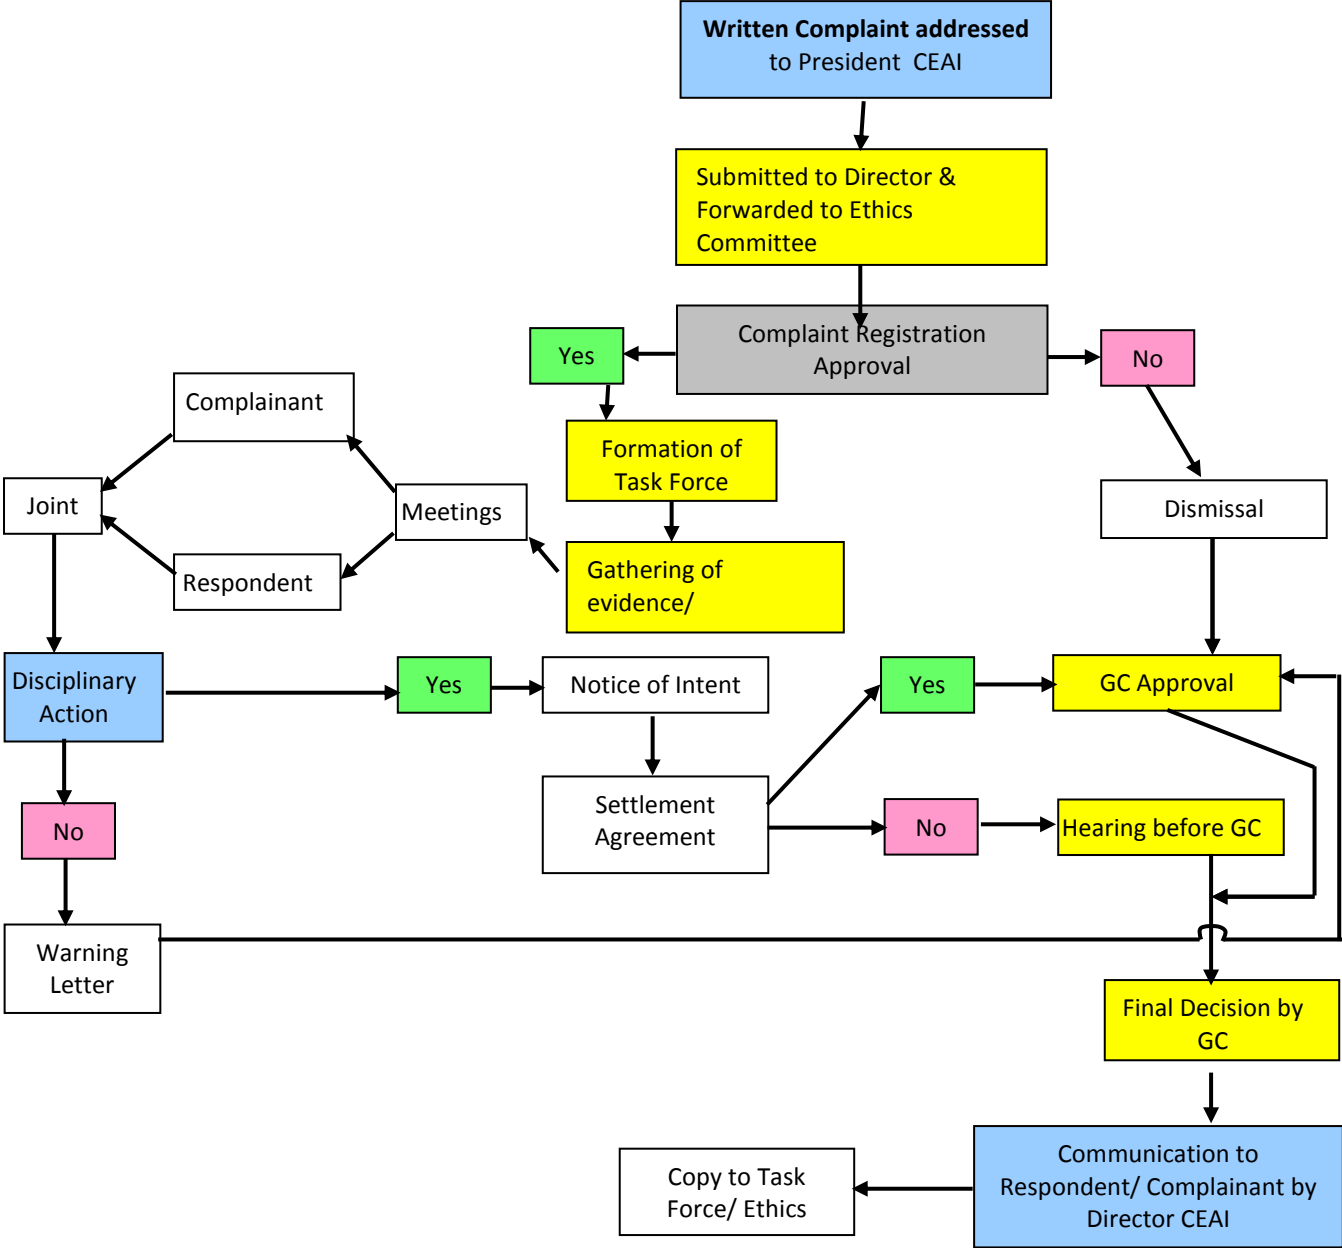 Written Complaint addressed
to President CEAI
Submitted to Director &
Forwarded to Ethics
Committee
Complaint Registration
Approval
Yes
No
Complainant
Formation of
Task Force
Joint
Meetings
Dismissal
Respondent
Gathering of
evidence/
Disciplinary
Action
Yes
Notice of Intent
Yes
GC Approval
Settlement
Agreement
No
No
Hearing before GC
Warning
Letter
Final Decision by
GC
Communication to
Respondent/ Complainant by
Director CEAI
Copy to Task
Force/ Ethics